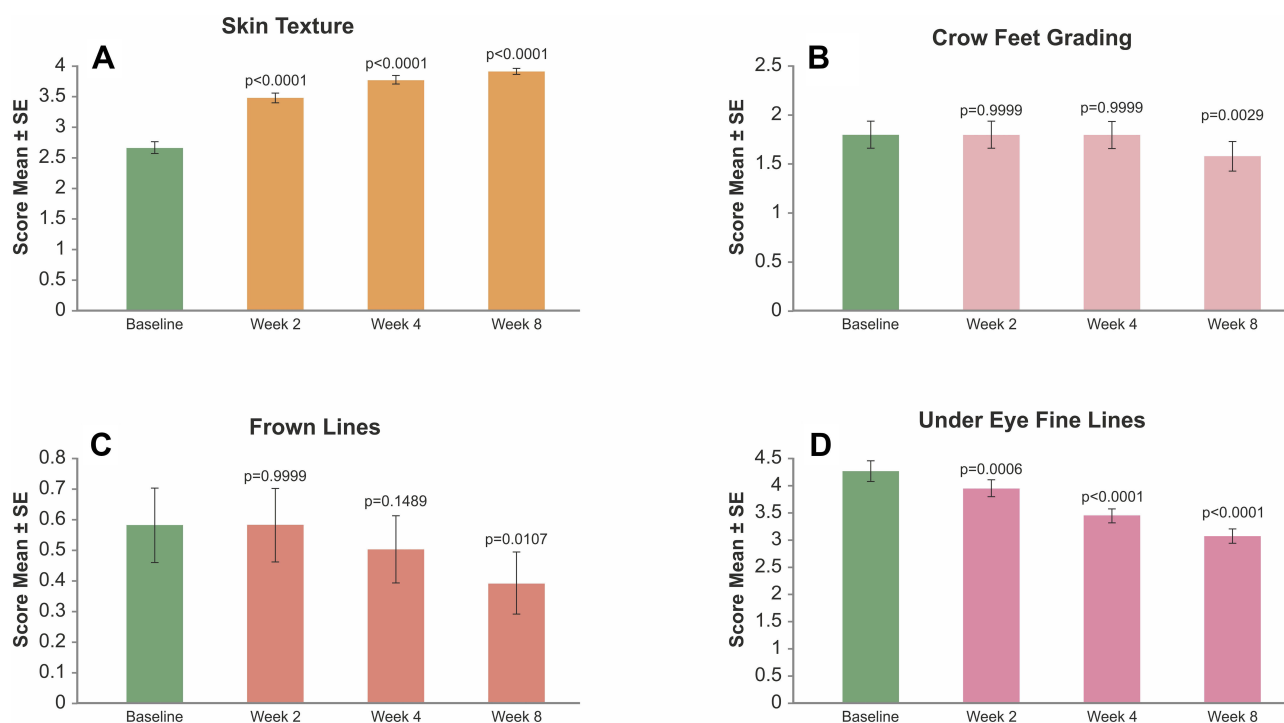 Skin Texture
A
Score Mean ± SE
4
3.5
3
2.5
2
1.5
1
0.5
0
p<0.0001
p<0.0001
p<0.0001
Baseline
Week 2
Week 4
Week 8
Crow Feet Grading
B
Score Mean ± SE
2.5
2
1.5
1
0.5
0
p=0.9999
p=0.9999
p=0.0029
Baseline
Week 2
Week 4
Week 8
Frown Lines
C
Score Mean ± SE
0.8
0.7
0.6
0.5
0.4
0.3
0.2
0.1
0
p=0.9999
p=0.1489
p=0.0107
Baseline
Week 2
Week 4
Week 8
Under Eye Fine Lines
D
Score Mean ± SE
4.5
4
3.5
3
2.5
2
1.5
1
0.5
0
p=0.0006
p<0.0001
p<0.0001
Baseline
Week 2
Week 4
Week 8